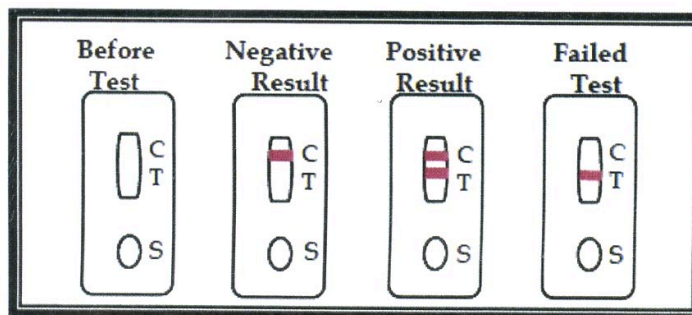 Before Negative Positive Failed
Test Result Result Test
C C C C
T T T T
S S S S